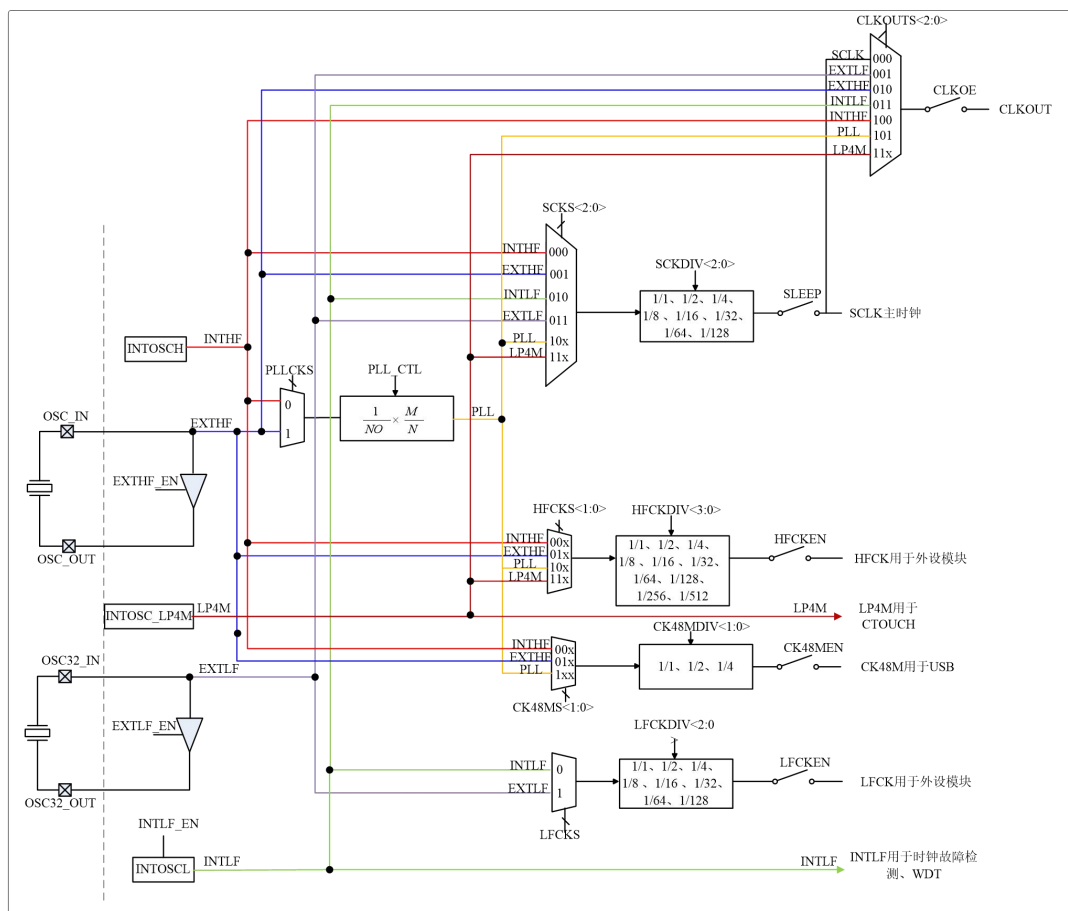 CLKOUTS<2:0>
SCLK
000
EXTLF
001
EXTHF
010
CLKOE
INTLF
011
CLKOUT
INTHF
100
PLL
101
LP4M
11x
SCKS<2:0>
INTHF
000
EXTHF
001
SCKDIV<2:0>
INTLF
010
1/1、1/2、1/4、
1/8 、1/16 、1/32、
1/64、1/128
SLEEP
SCLK主时钟
EXTLF
011
PLL
10x
LP4M
11x
INTOSCH
INTHF
PLLCKS
0
1
PLL_CTL
1/NO × M/N
PLL
OSC_IN
EXTHF
EXTHF_EN
OSC_OUT
HFCKS<1:0>
INTHF
00x
EXTHF
01x
PLL
10x
LP4M
11x
HFCKDIV<3:0>
1/1、1/2、1/4、
1/8 、1/16 、1/32、
1/64、1/128、
1/256、1/512
HFCKEN
HFCK用于外设模块
INTOSC_LP4M
LP4M
LP4M
LP4M用于
CTOUCH
CK48MDIV<1:0>
INTHF
00x
EXTHF
01x
PLL
1xx
1/1、1/2、1/4
CK48MEN
CK48M用于USB
CK48MS<1:0>
OSC32_IN
EXTLF
EXTLF_EN
OSC32_OUT
LFCKDIV<2:0
>
INTLF
0
EXTLF
1
1/1、1/2、1/4、
1/8 、1/16 、1/32、
1/64、1/128
LFCKEN
LFCK用于外设模块
LFCKS
INTLF_EN
INTOSCL
INTLF
INTLF
INTLF用于时钟故障检
测、WDT